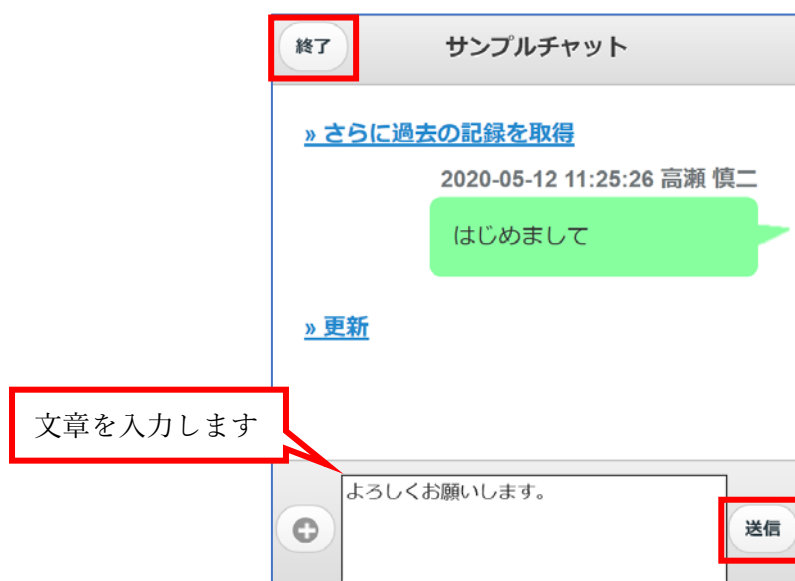 終了
サンプルチャット
» さらに過去の記録を取得
2020-05-12 11:25:26 高瀬 慎二
はじめまして
» 更新
文章を入力します
よろしくお願いします。
送信